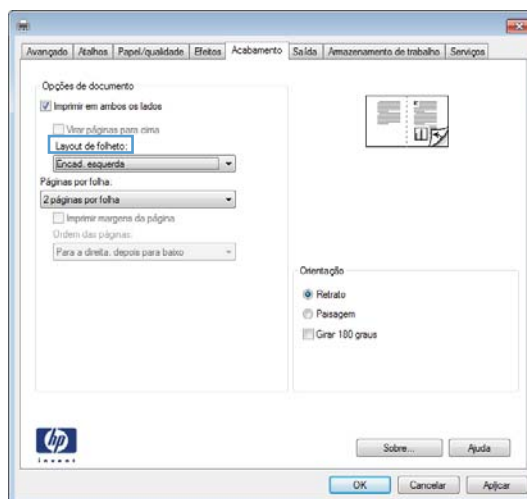 Avançado Atalhos Papel/qualidade Efeitos Acabamento Saída Armazenamento de trabalho Serviços
Opções de documento
Imprimir em ambos os lados
Virar páginas para cima
Layout de folheto:
Encad. esquerda
Páginas por folha:
2 páginas por folha
Imprimir margens da página
Ordem das páginas:
Para a direita, depois para baixo
Orientação
Retrato
Paisagem
Girar 180 graus
hp
invent
Sobre... Ajuda
OK Cancelar Aplicar